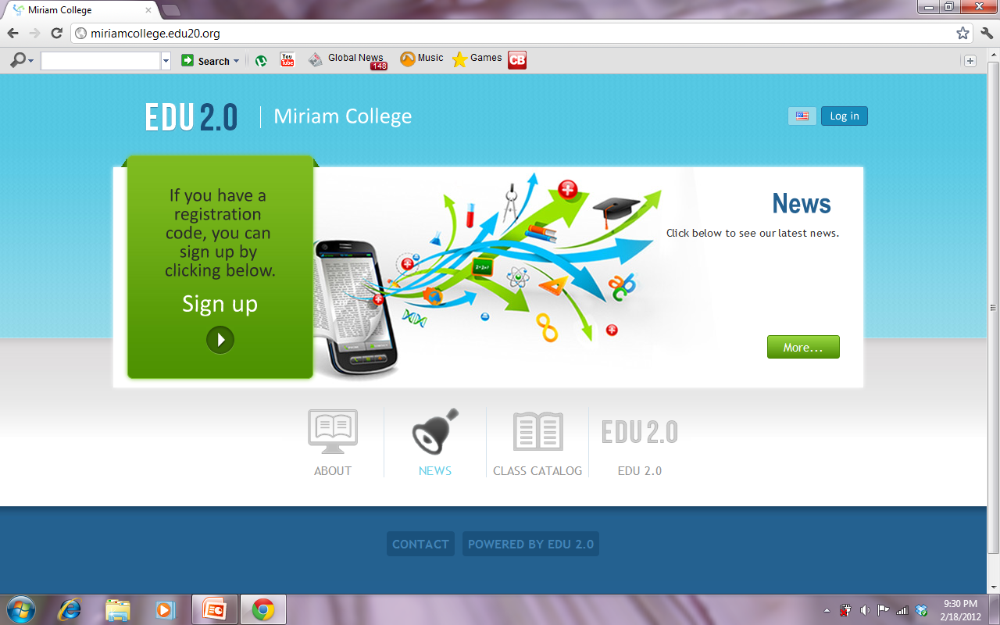 Miriam College
miriamcollege.edu20.org
Search
You
Tube
Global News
148
Music
Games
CB
EDU 2.0
Miriam College
Log in
If you have a
registration
code, you can
sign up by
clicking below.
Sign up
News
Click below to see our latest news.
2+2=?
a
b
c
More...
ABOUT
NEWS
CLASS CATALOG
EDU 2.0
EDU 2.0
CONTACT
POWERED BY EDU 2.0
9:30 PM
2/18/2012